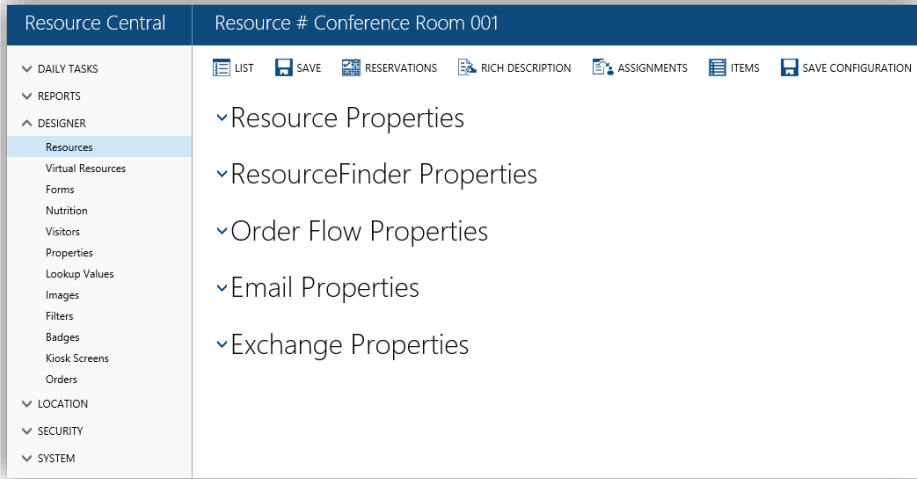 Resource Central
Resource # Conference Room 001
LIST SAVE RESERVATIONS RICH DESCRIPTION ASSIGNMENTS ITEMS SAVE CONFIGURATION
DAILY TASKS
REPORTS
DESIGNER
Resources
Virtual Resources
Forms
Nutrition
Visitors
Properties
Lookup Values
Images
Filters
Badges
Kiosk Screens
Orders
LOCATION
SECURITY
SYSTEM
Resource Properties
ResourceFinder Properties
Order Flow Properties
Email Properties
Exchange Properties